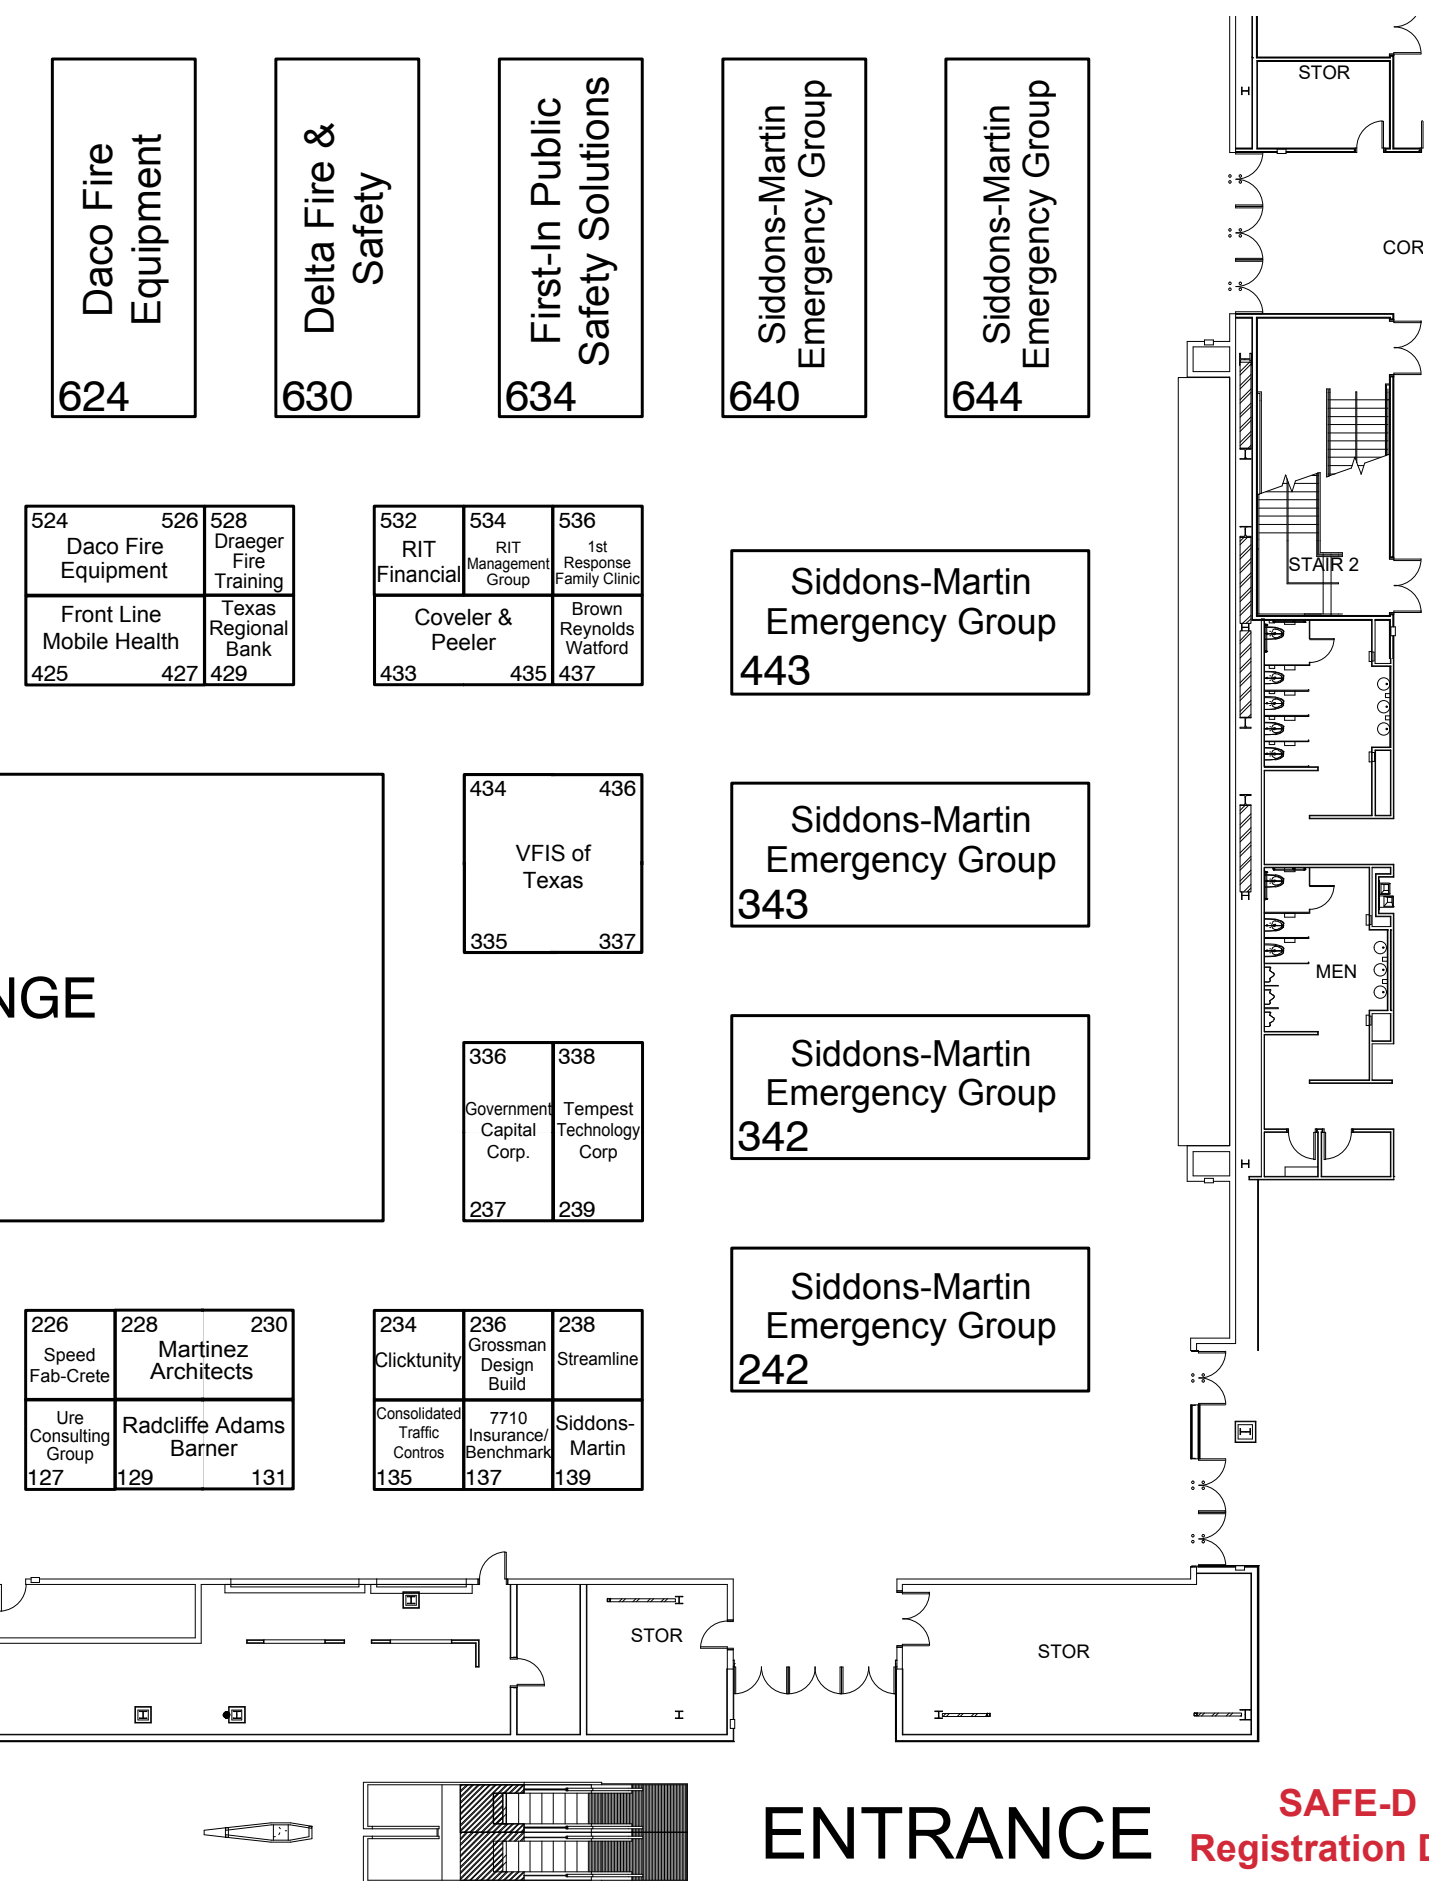 STOR
Daco Fire
Equipment
624
Delta Fire &
Safety
630
First-In Public
Safety Solutions
634
Siddons-Martin
Emergency Group
640
Siddons-Martin
Emergency Group
644
COR
524 526
Daco Fire
Equipment
528
Draeger
Fire
Training
Front Line
Mobile Health
425 427
Texas
Regional
Bank
429
532
RIT
Financial
534
RIT
Management
Group
536
1st
Response
Family Clinic
Coveler &
Peeler
433 435
Brown
Reynolds
Watford
437
Siddons-Martin
Emergency Group
443
STAIR 2
NGE
434 436
VFIS of
Texas
335 337
Siddons-Martin
Emergency Group
343
MEN
336
Government
Capital
Corp.
237
338
Tempest
Technology
Corp
239
Siddons-Martin
Emergency Group
342
Siddons-Martin
Emergency Group
242
226
Speed
Fab-Crete
228 230
Martinez
Architects
Ure
Consulting
Group
127
Radcliffe Adams
Barner
129 131
234
Clicktunity
236
Grossman
Design
Build
238
Streamline
Consolidated
Traffic
Contros
135
7710
Insurance/
Benchmark
137
Siddons-
Martin
139
STOR
STOR
ENTRANCE
SAFE-D
Registration D